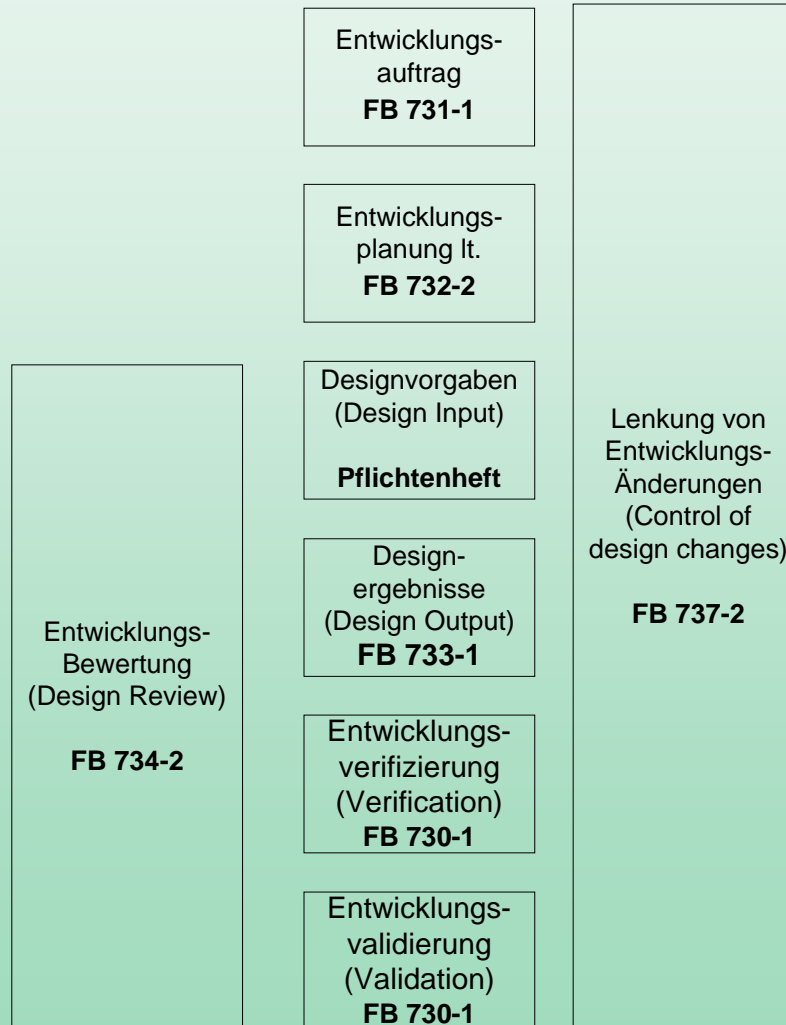 Entwicklungs-
auftrag
FB 731-1
Entwicklungs-
planung lt.
FB 732-2
Designvorgaben
(Design Input)
Pflichtenheft
Design-
ergebnisse
(Design Output)
FB 733-1
Entwicklungs-
verifizierung
(Verification)
FB 730-1
Entwicklungs-
validierung
(Validation)
FB 730-1
Entwicklungs-
Bewertung
(Design Review)
FB 734-2
Lenkung von
Entwicklungs-
Änderungen
(Control of
design changes)
FB 737-2